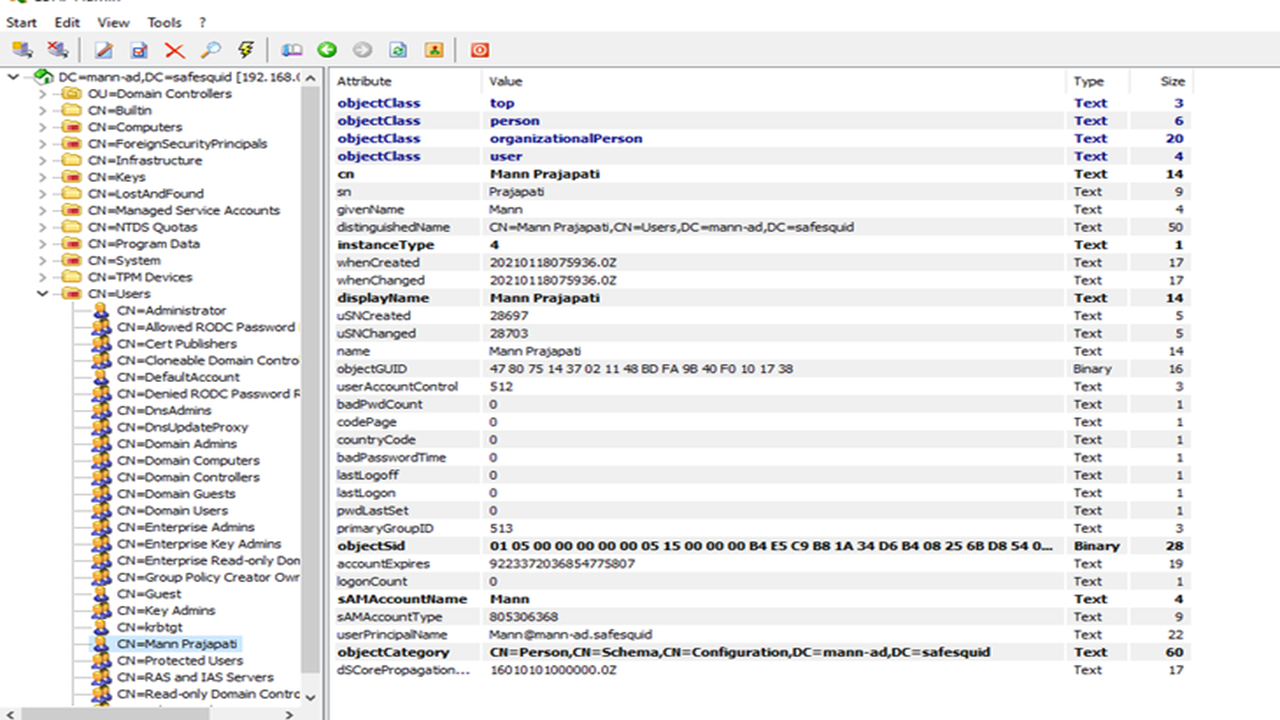 Start Edit View Tools ?
DC=mann-ad,DC=safesquid [192.168.
OU=Domain Controllers
CN=Builtin
CN=Computers
CN=ForeignSecurityPrincipals
CN=Infrastructure
CN=Keys
CN=LostAndFound
CN=Managed Service Accounts
CN=NTDS Quotas
CN=Program Data
CN=System
CN=TPM Devices
CN=Users
CN=Administrator
CN=Allowed RODC Password
CN=Cert Publishers
CN=Cloneable Domain Contro
CN=DefaultAccount
CN=Denied RODC Password R
CN=DnsAdmins
CN=DnsUpdateProxy
CN=Domain Admins
CN=Domain Computers
CN=Domain Controllers
CN=Domain Guests
CN=Domain Users
CN=Enterprise Admins
CN=Enterprise Key Admins
CN=Enterprise Read-only Don
CN=Group Policy Creator Owr
CN=Guest
CN=Key Admins
CN=krbtgt
CN=Mann Prajapati
CN=Protected Users
CN=RAS and IAS Servers
CN=Read-only Domain Contro
Attribute Value Type Size
objectClass top Text 3
objectClass person Text 6
objectClass organizationalPerson Text 20
objectClass user Text 4
cn Mann Prajapati Text 14
sn Prajapati Text 9
givenName Mann Text 4
distinguishedName CN=Mann Prajapati,CN=Users,DC=mann-ad,DC=safesquid Text 50
instanceType 4 Text 1
whenCreated 20210118075936.0Z Text 17
whenChanged 20210118075936.0Z Text 17
displayName Mann Prajapati Text 14
uSNCreated 28697 Text 5
uSNChanged 28703 Text 5
name Mann Prajapati Text 14
objectGUID 47 80 75 14 37 02 11 48 BD FA 9B 40 F0 10 17 38 Binary 16
userAccountControl 512 Text 3
badPwdCount 0 Text 1
codePage 0 Text 1
countryCode 0 Text 1
badPasswordTime 0 Text 1
lastLogoff 0 Text 1
lastLogon 0 Text 1
pwdLastSet 0 Text 1
primaryGroupID 513 Text 3
objectSid 01 05 00 00 00 00 00 05 15 00 00 00 B4 E5 C9 B8 1A 34 D6 B4 08 25 6B D8 54 0... Binary 28
accountExpires 9223372036854775807 Text 19
logonCount 0 Text 1
sAMAccountName Mann Text 4
sAMAccountType 805306368 Text 9
userPrincipalName Mann@mann-ad.safesquid Text 22
objectCategory CN=Person,CN=Schema,CN=Configuration,DC=mann-ad,DC=safesquid Text 60
dSCorePropagation... 16010101000000.0Z Text 17